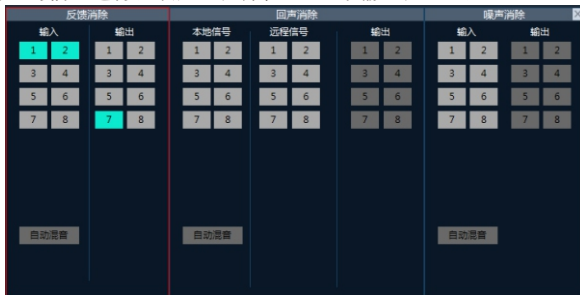 反馈消除 回声消除 噪声消除
输入 输出 本地信号 远程信号 输出 输入 输出
1 2 1 2 1 2 1 2 1 2 1 2 1 2
3 4 3 4 3 4 3 4 3 4 3 4 3 4
5 6 5 6 5 6 5 6 5 6 5 6 5 6
7 8 7 8 7 8 7 8 7 8 7 8 7 8
自动混音 自动混音 自动混音